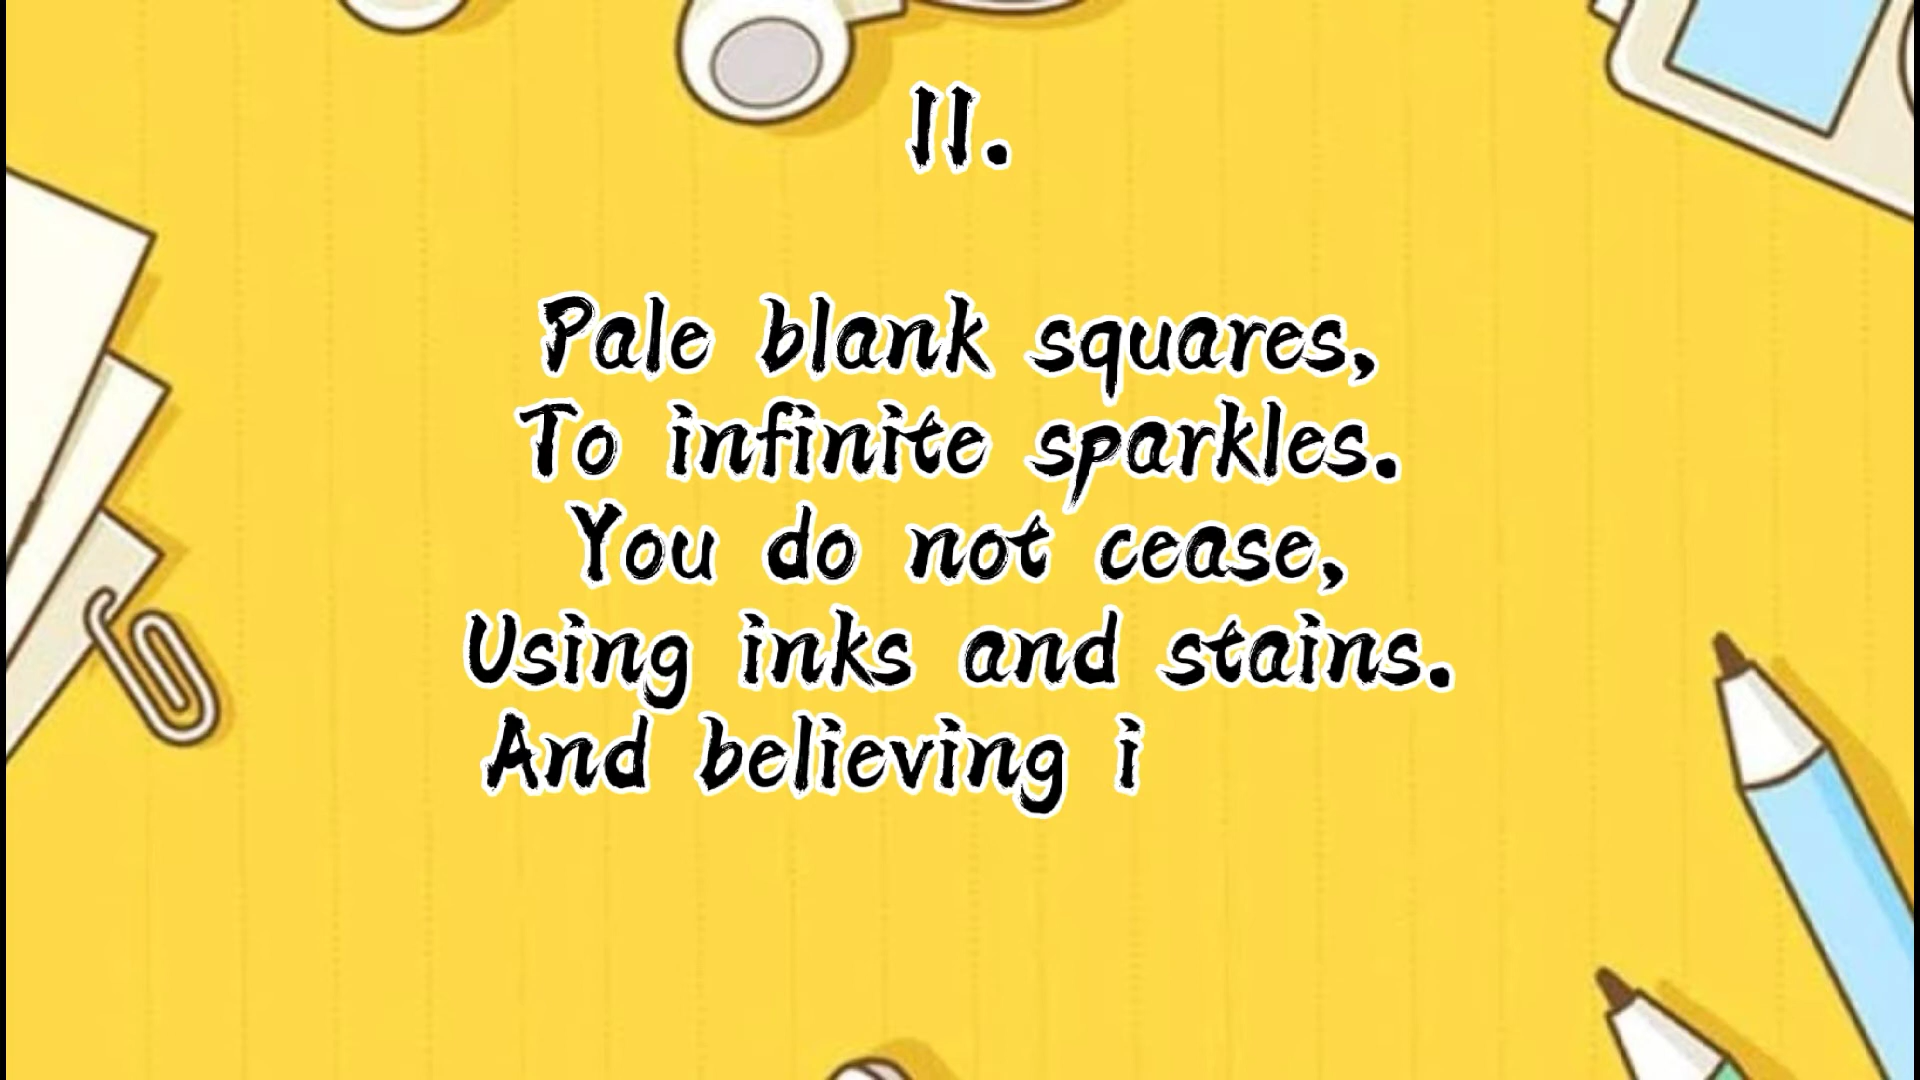 II.
Pale blank squares,
To infinite sparkles.
You do not cease,
Using inks and stains.
And believing i